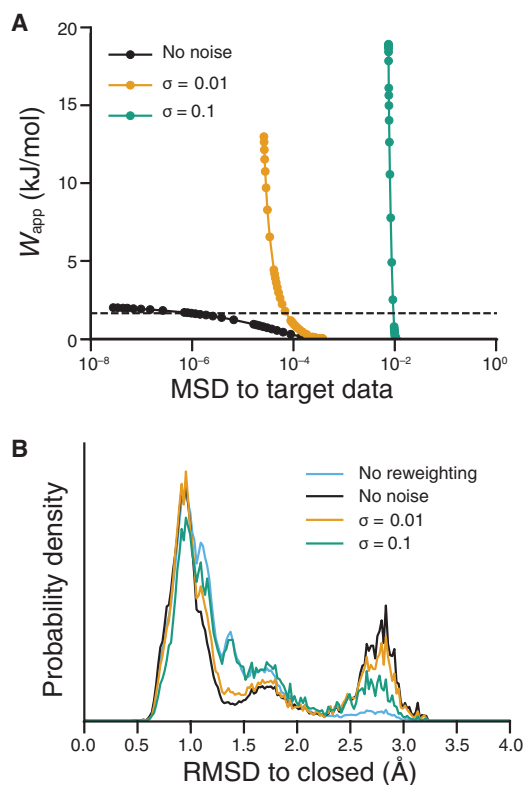 A
20
15
10
5
0
W_app (kJ/mol)
No noise
σ = 0.01
σ = 0.1
10⁻⁸ 10⁻⁶ 10⁻⁴ 10⁻² 10⁰
MSD to target data
B
Probability density
No reweighting
No noise
σ = 0.01
σ = 0.1
0.0 0.5 1.0 1.5 2.0 2.5 3.0 3.5 4.0
RMSD to closed (Å)